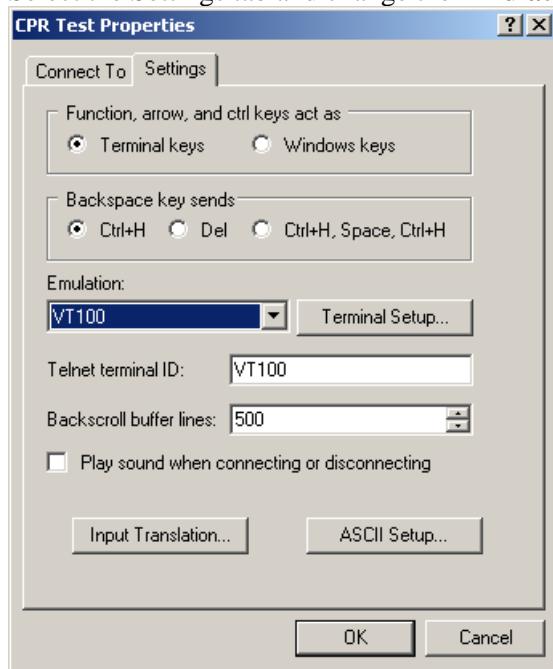 CPR Test Properties
Connect To Settings
Function, arrow, and ctrl keys act as
Terminal keys Windows keys
Backspace key sends
Ctrl+H Del Ctrl+H, Space, Ctrl+H
Emulation:
VT100 Terminal Setup...
Telnet terminal ID: VT100
Backscroll buffer lines: 500
Play sound when connecting or disconnecting
Input Translation... ASCII Setup...
OK Cancel